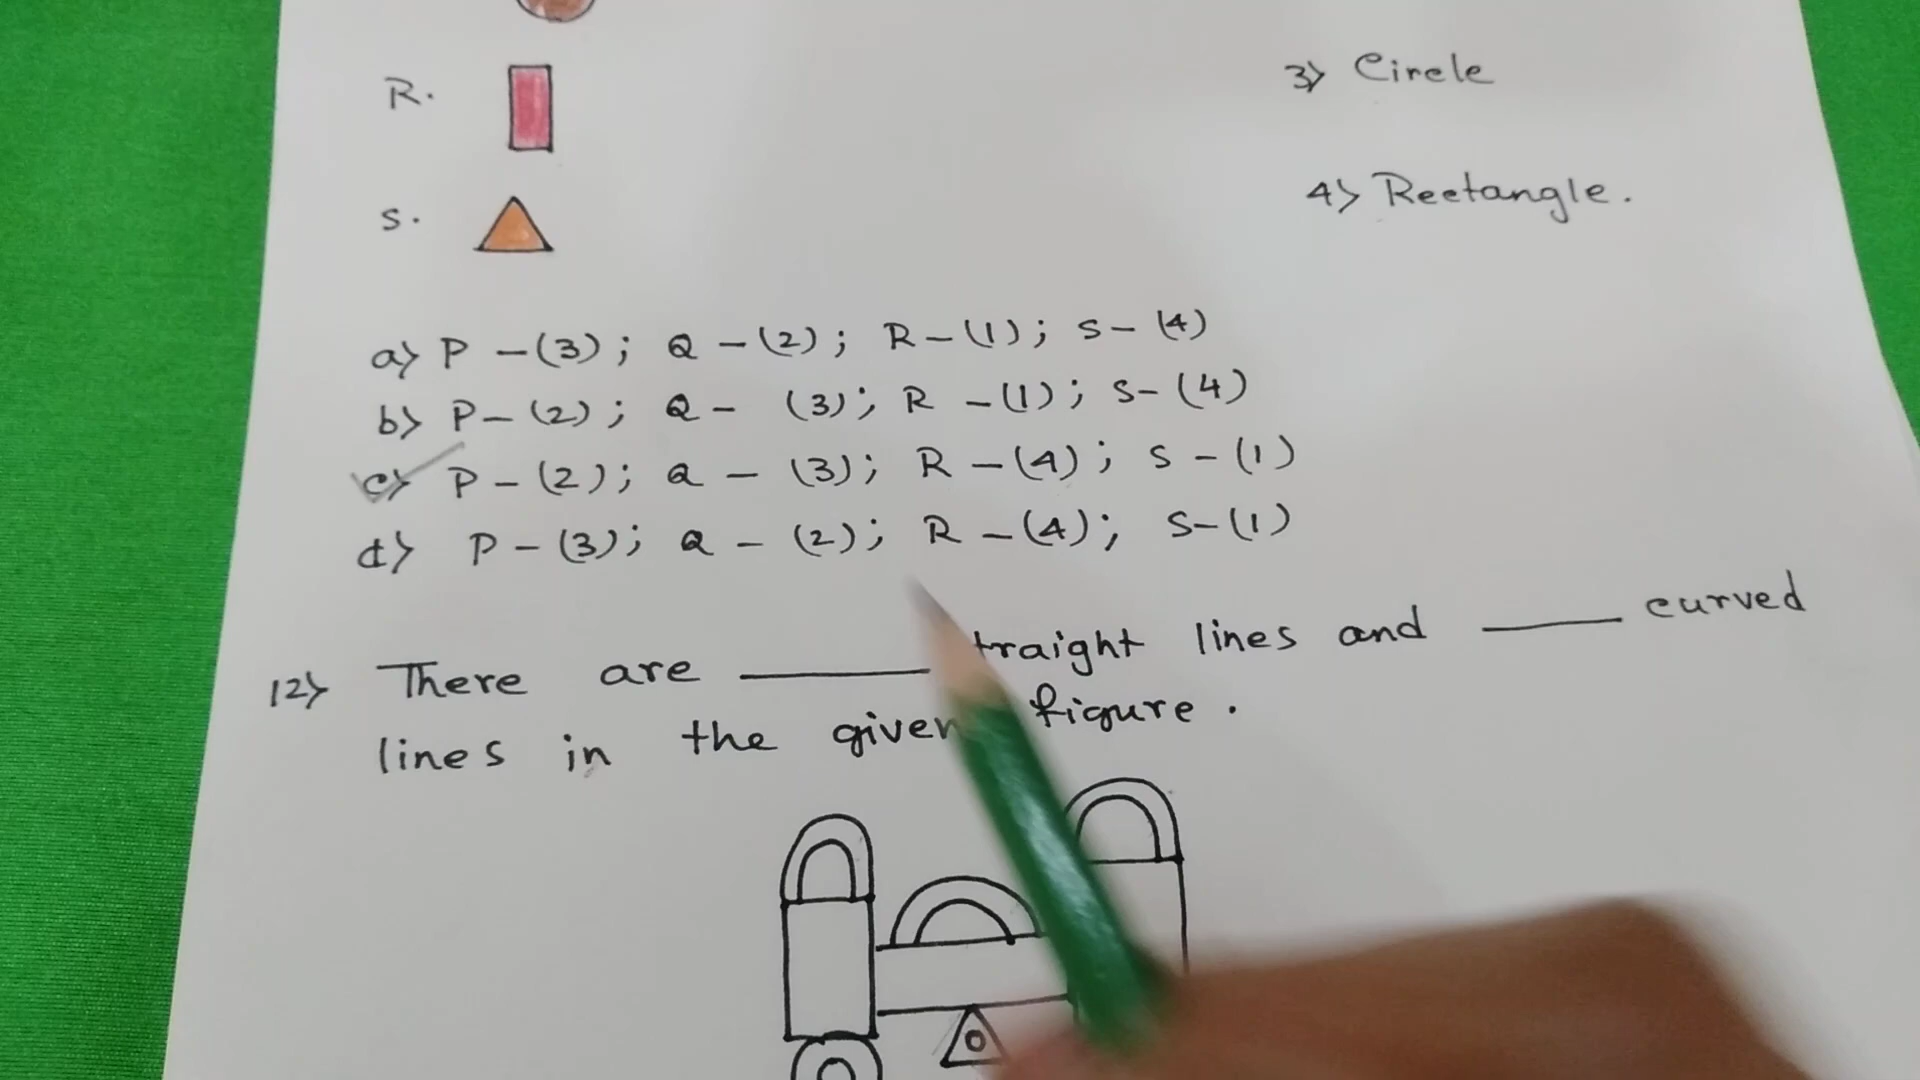 R.
3) Circle
4) Rectangle.
S.
a) P - (3); Q - (2); R - (1); S - (4)
b) P - (2); Q - (3); R - (1); S - (4)
c) P - (2); Q - (3); R - (4); S - (1)
d) P - (3); Q - (2); R - (4); S - (1)
12) There are ______ traight lines and ______ curved
lines in the given figure.